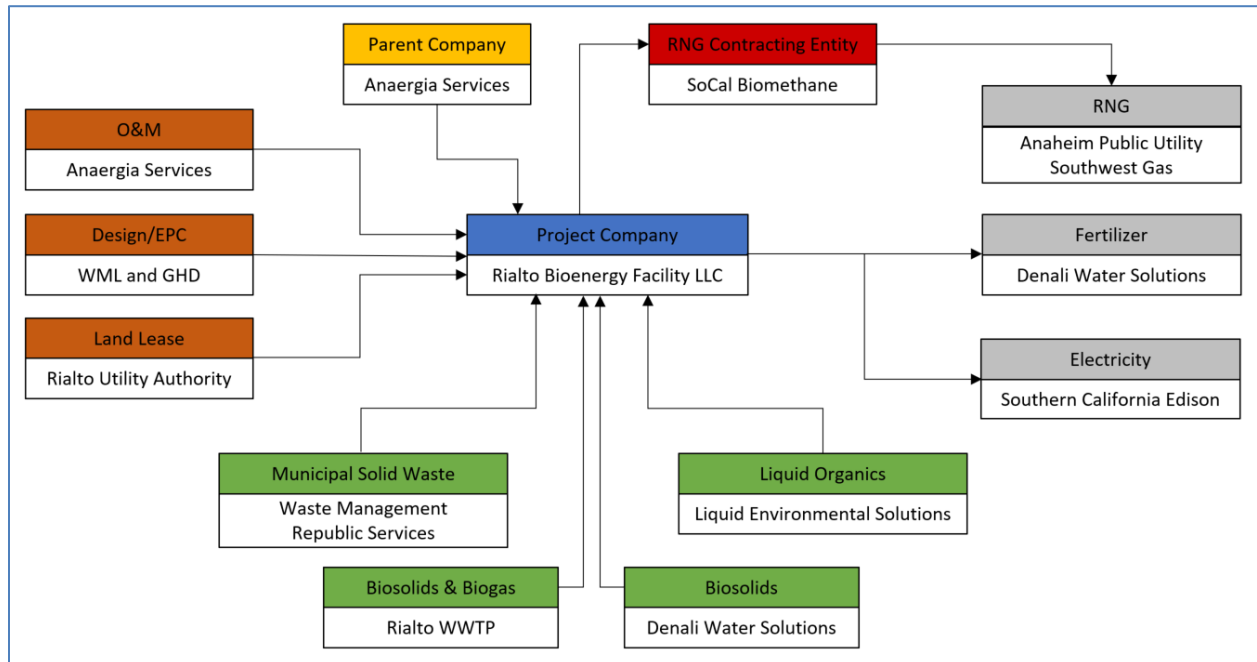 Parent Company
Anaergia Services
RNG Contracting Entity
SoCal Biomethane
RNG
Anaheim Public Utility
Southwest Gas
O&M
Anaergia Services
Design/EPC
WML and GHD
Land Lease
Rialto Utility Authority
Project Company
Rialto Bioenergy Facility LLC
Fertilizer
Denali Water Solutions
Electricity
Southern California Edison
Municipal Solid Waste
Waste Management
Republic Services
Liquid Organics
Liquid Environmental Solutions
Biosolids & Biogas
Rialto WWTP
Biosolids
Denali Water Solutions